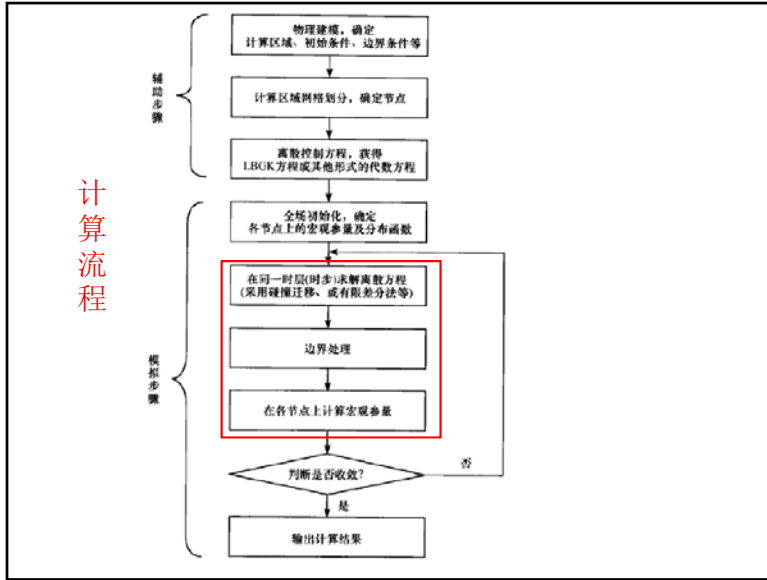 物理建模，确定
计算区域、初始条件、边界条件等
辅助步骤
计算区域网格划分，确定节点
离散控制方程，获得
LBGK方程或其他形式的代数方程
计算流程
全场初始化，确定
各节点上的宏观参量及分布函数
在同一时层(时步)求解离散方程
(采用碰撞迁移、或有限差分法等)
边界处理
模拟步骤
在各节点上计算宏观参量
判断是否收敛?
否
是
输出计算结果